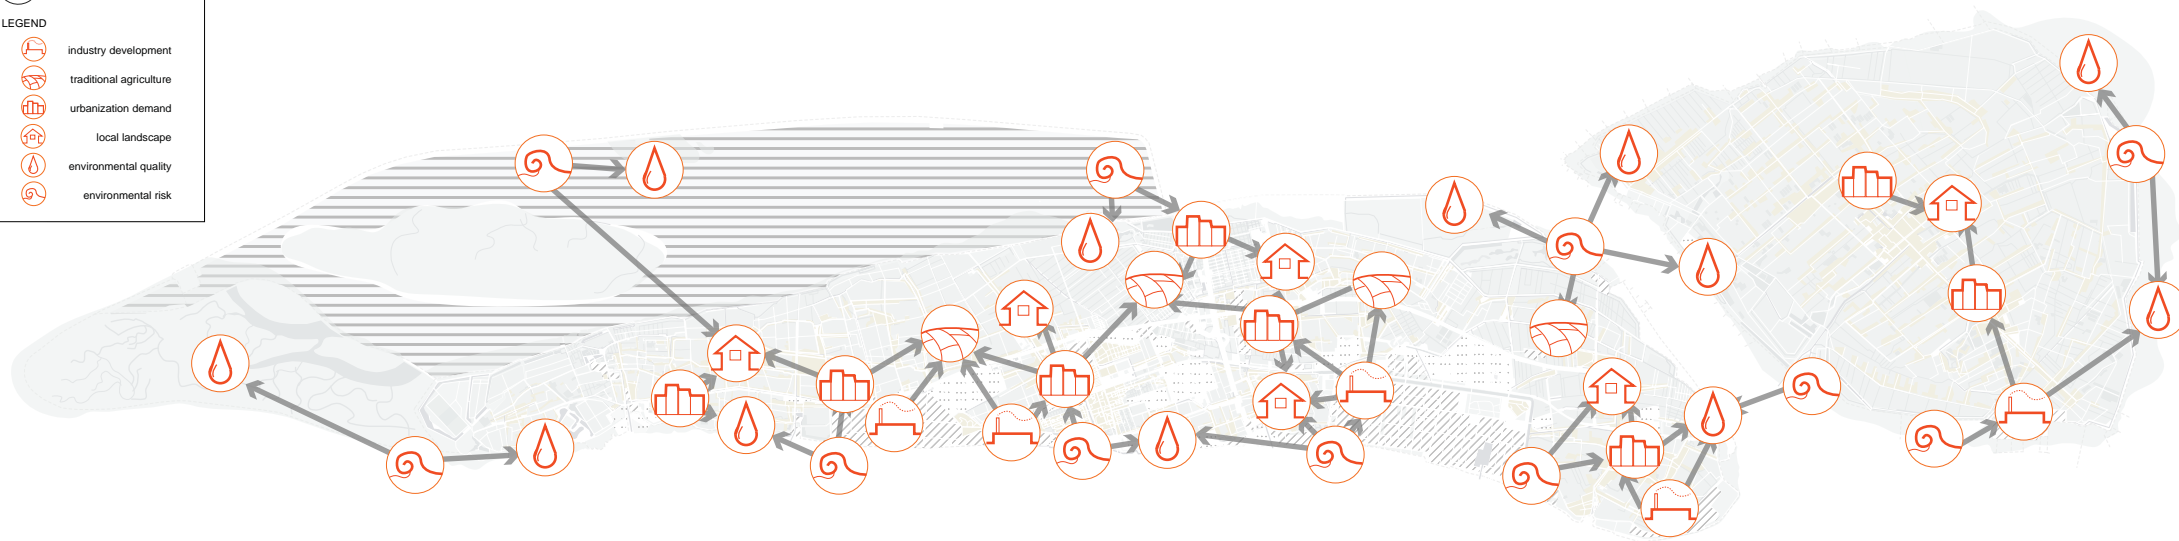 LEGEND
industry development
traditional agriculture
urbanization demand
local landscape
environmental quality
environmental risk